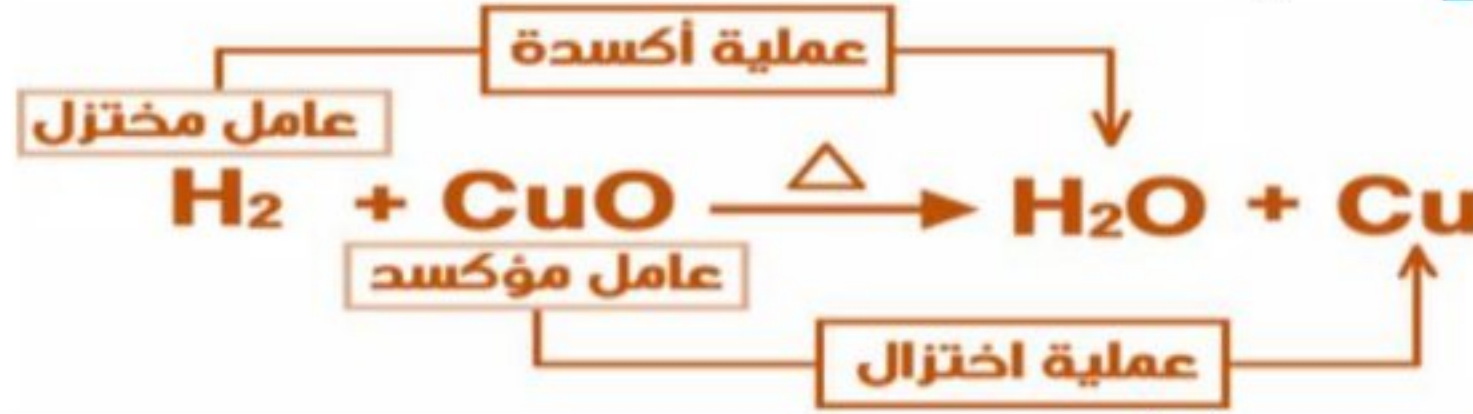 عملية أكسدة
عامل مختزل
H₂ + CuO △→ H₂O + Cu
عامل مؤكسد
عملية اختزال